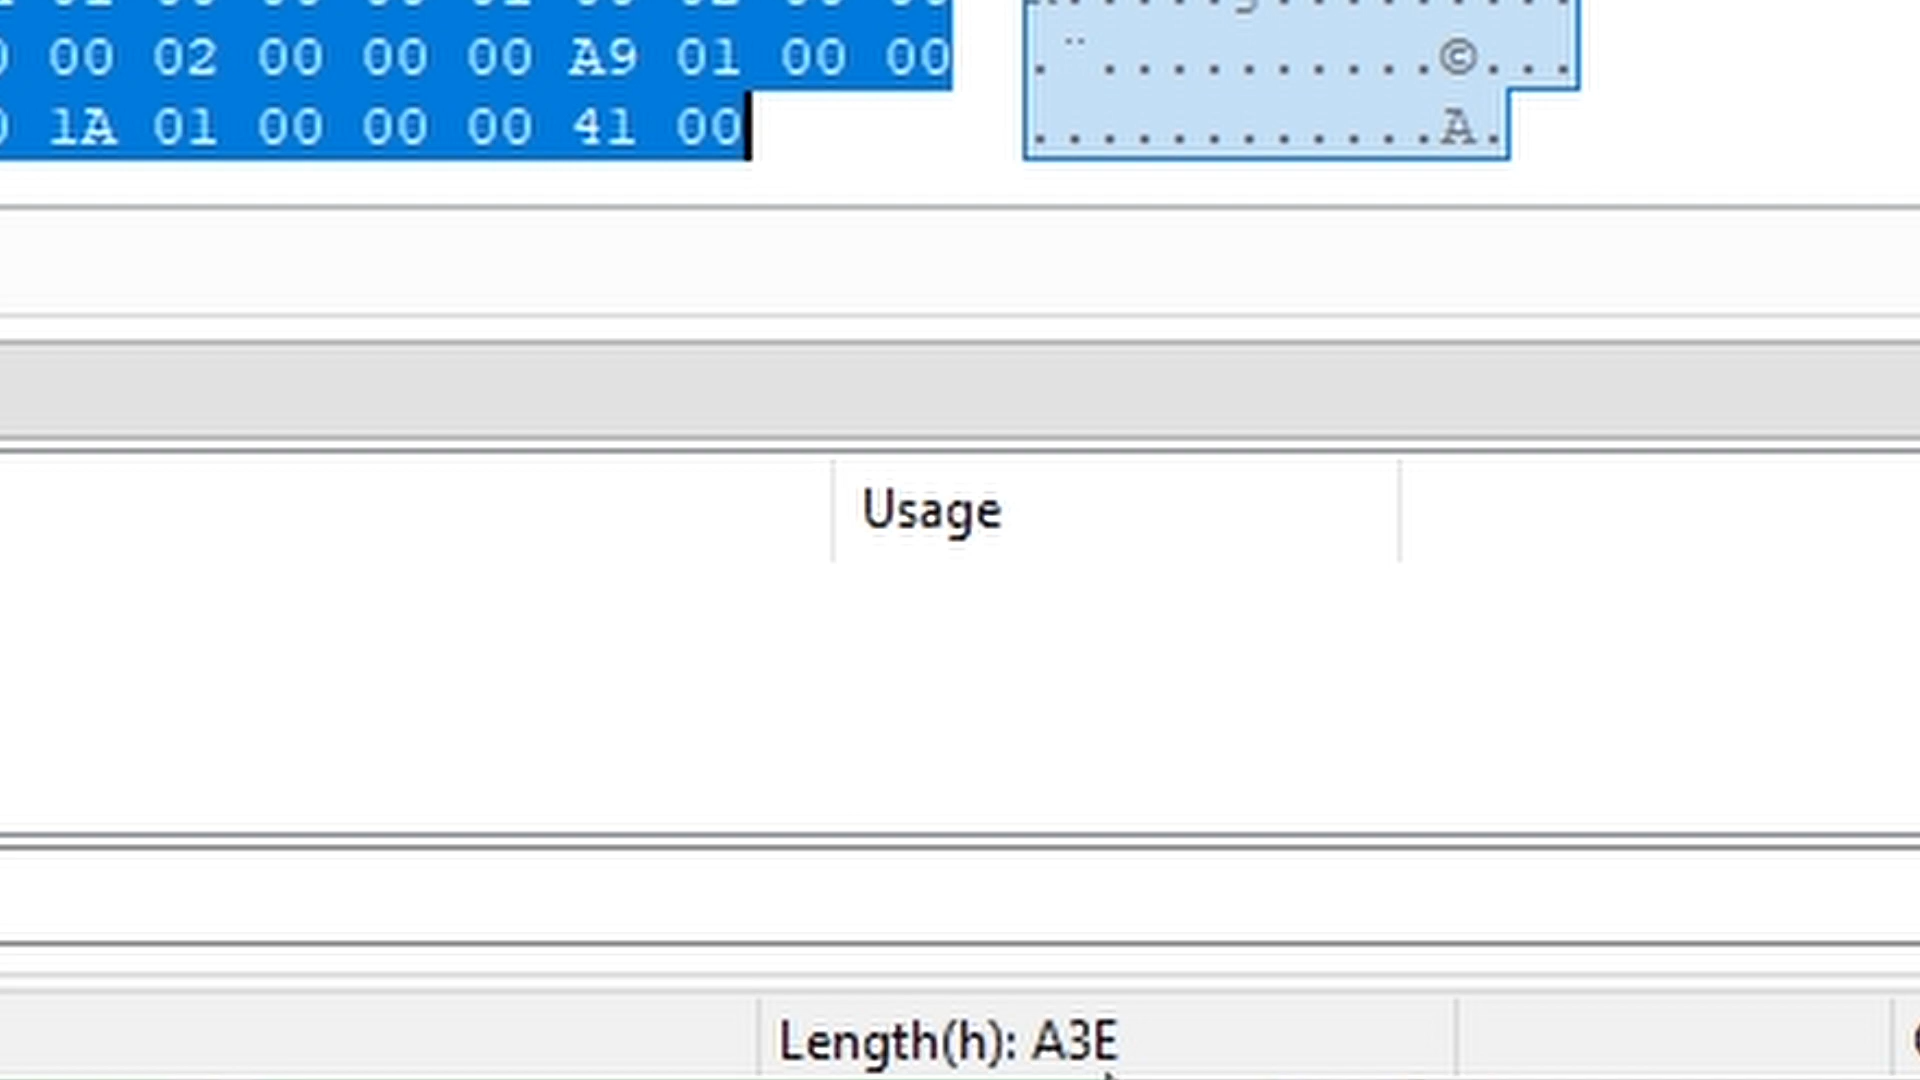 00 02 00 00 00 A9 01 00 00 . ¨ . . . . . . . . . . © . . .
1A 01 00 00 00 41 00 . . . . . . . . . . . . A .
Usage
Length(h): A3E